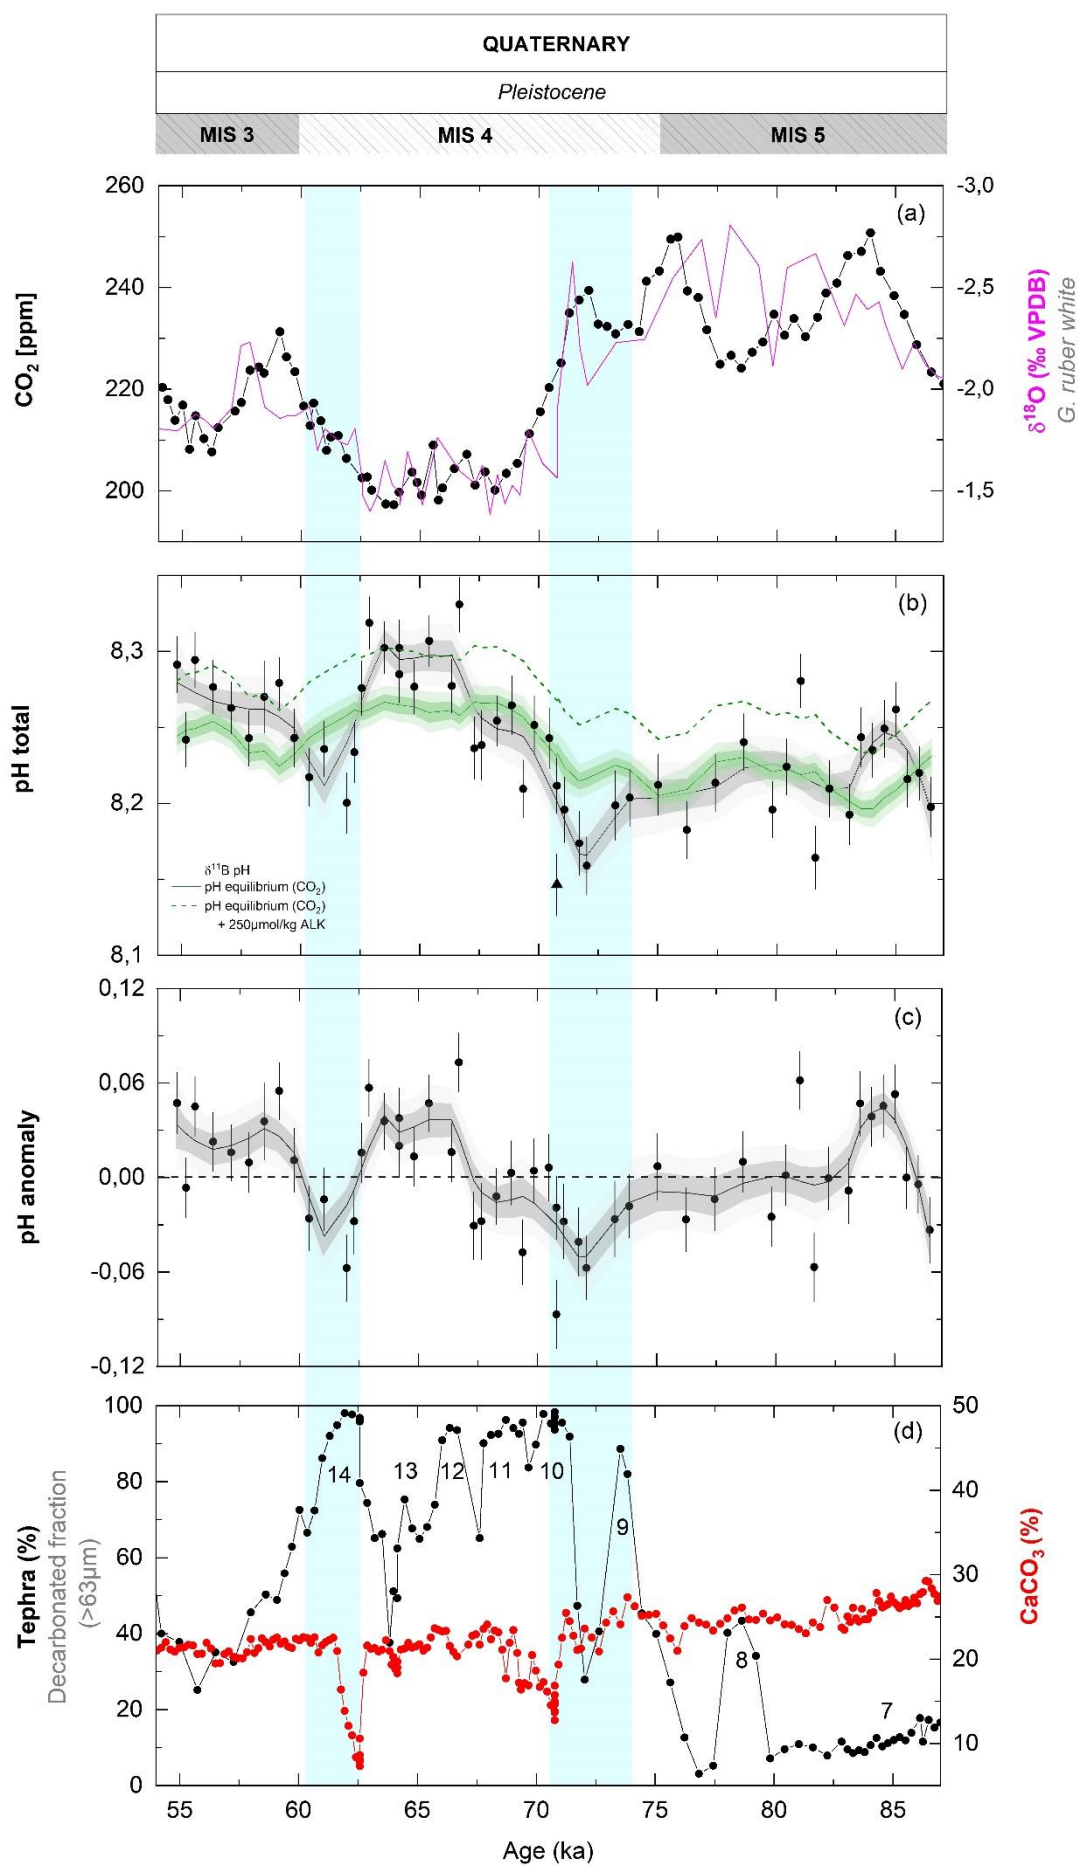 QUATERNARY
Pleistocene
MIS 3 MIS 4 MIS 5
(a)
260
240
220
200
CO₂ [ppm]
-3,0
-2,5
-2,0
-1,5
δ¹⁸O (‰ VPDB)
G. ruber white
(b)
8,3
8,2
8,1
pH total
δ¹¹B pH
pH equilibrium (CO₂)
pH equilibrium (CO₂)
+ 250µmol/kg ALK
(c)
0,12
0,06
0,00
-0,06
-0,12
pH anomaly
(d)
100
80
60
40
20
0
Tephra (%)
Decarbonated fraction
(>63µm)
14 13 12 11 10 9 8 7
50
40
30
20
10
CaCO₃ (%)
55 60 65 70 75 80 85
Age (ka)